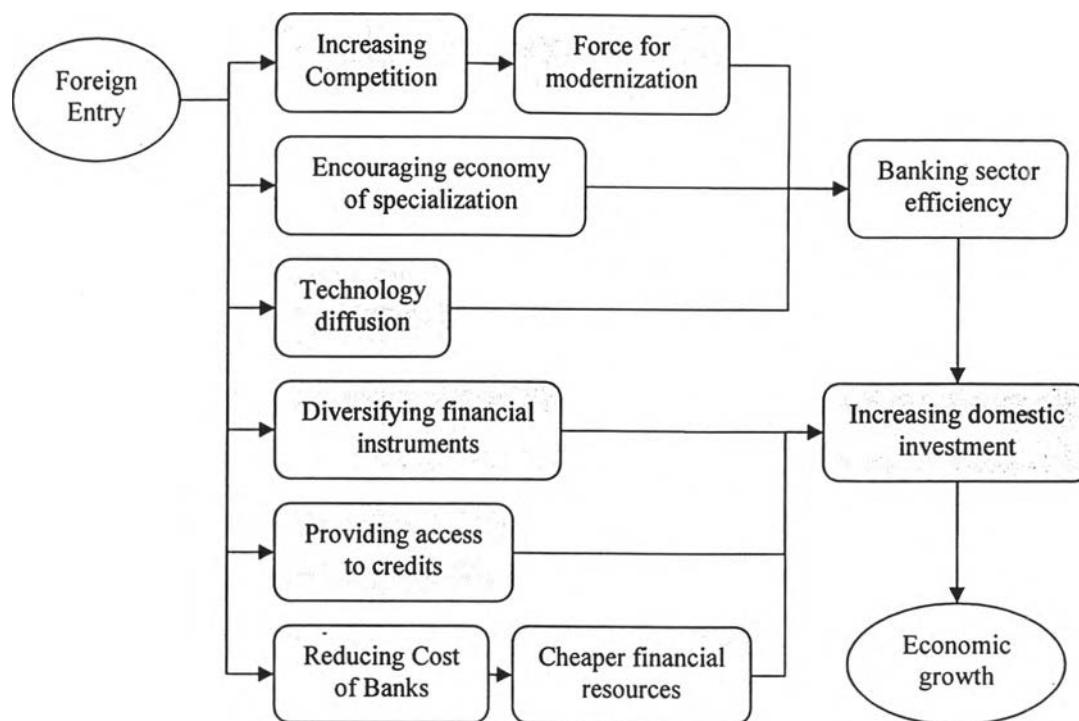 Foreign
Entry
Increasing
Competition
Force for
modernization
Encouraging economy
of specialization
Banking sector
efficiency
Technology
diffusion
Diversifying financial
instruments
Increasing domestic
investment
Providing access
to credits
Reducing Cost
of Banks
Cheaper financial
resources
Economic
growth